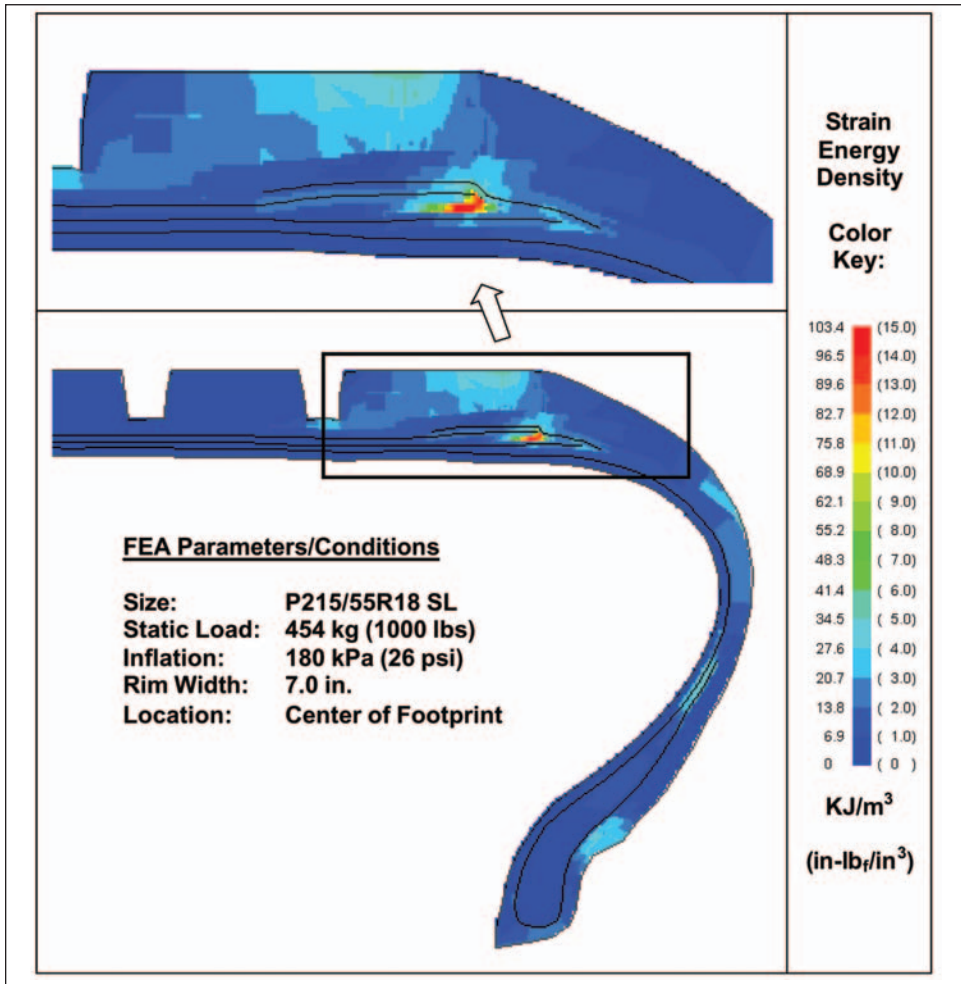 Strain
Energy
Density
Color
Key:
103.4 (15.0)
96.5 (14.0)
89.6 (13.0)
82.7 (12.0)
75.8 (11.0)
68.9 (10.0)
62.1 ( 9.0)
55.2 ( 8.0)
48.3 ( 7.0)
41.4 ( 6.0)
34.5 ( 5.0)
27.6 ( 4.0)
20.7 ( 3.0)
13.8 ( 2.0)
6.9 ( 1.0)
0 ( 0 )
KJ/m³
(in-lbf/in³)
FEA Parameters/Conditions
Size: P215/55R18 SL
Static Load: 454 kg (1000 lbs)
Inflation: 180 kPa (26 psi)
Rim Width: 7.0 in.
Location: Center of Footprint